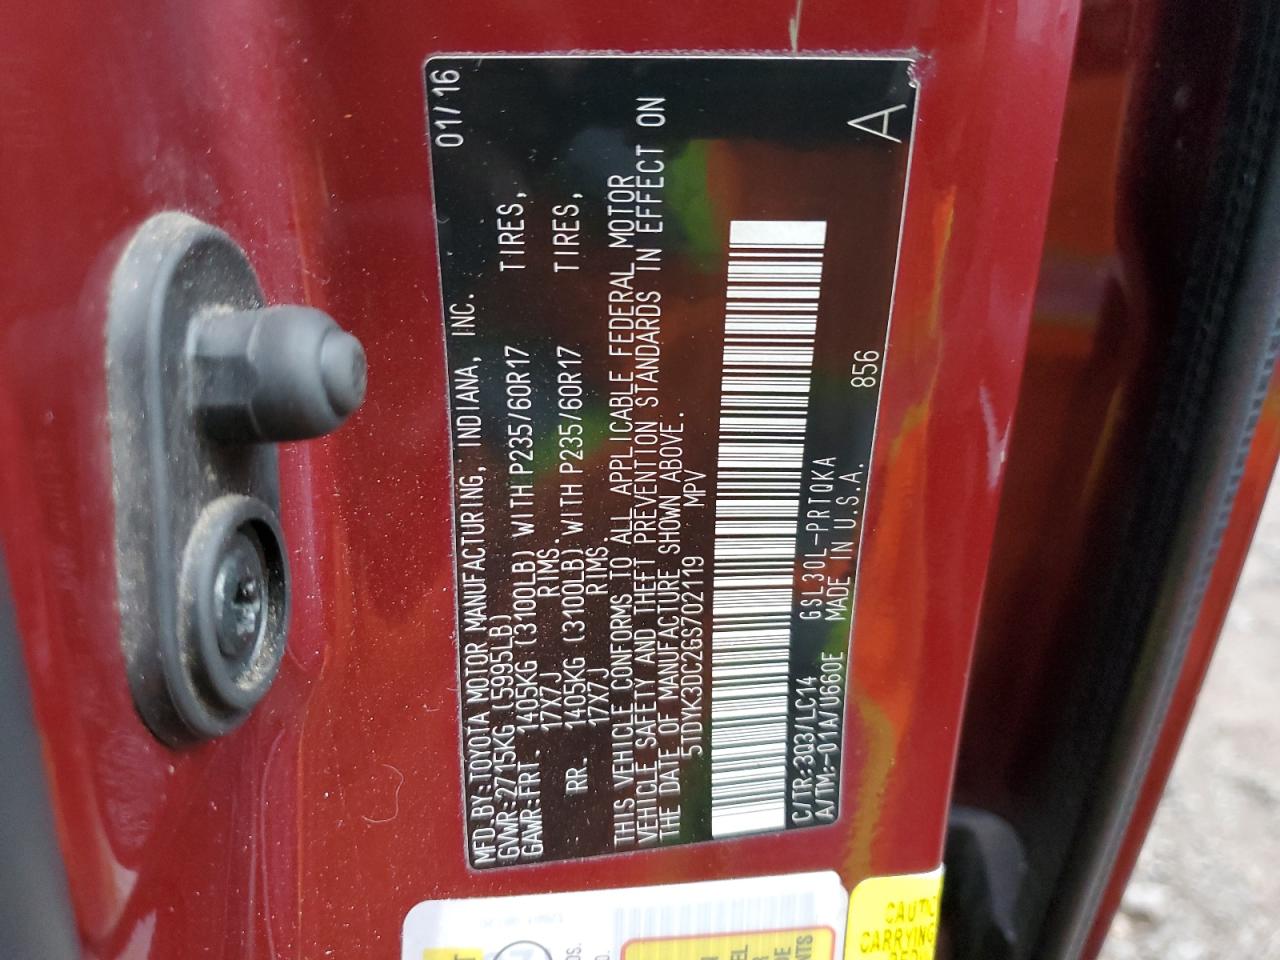 MFD.BY:TOYOTA MOTOR MANUFACTURING, INDIANA, INC. 01/16
GVWR:2715KG (5995LB)
GAWR:FRT. 1405KG (3100LB) WITH P235/60R17 TIRES,
17X7J RIMS.
RR. 1405KG (3100LB) WITH P235/60R17 TIRES,
17X7J RIMS.
THIS VEHICLE CONFORMS TO ALL APPLICABLE FEDERAL MOTOR
VEHICLE SAFETY AND THEFT PREVENTION STANDARDS IN EFFECT ON
THE DATE OF MANUFACTURE SHOWN ABOVE.
5TDYK3DC2GS702119 MPV
C/TR:3Q3/LC14 GSL30L-PRTQKA
A/TM:-01A/U660E MADE IN U.S.A. 856
A
CAUTIO
CARRYING